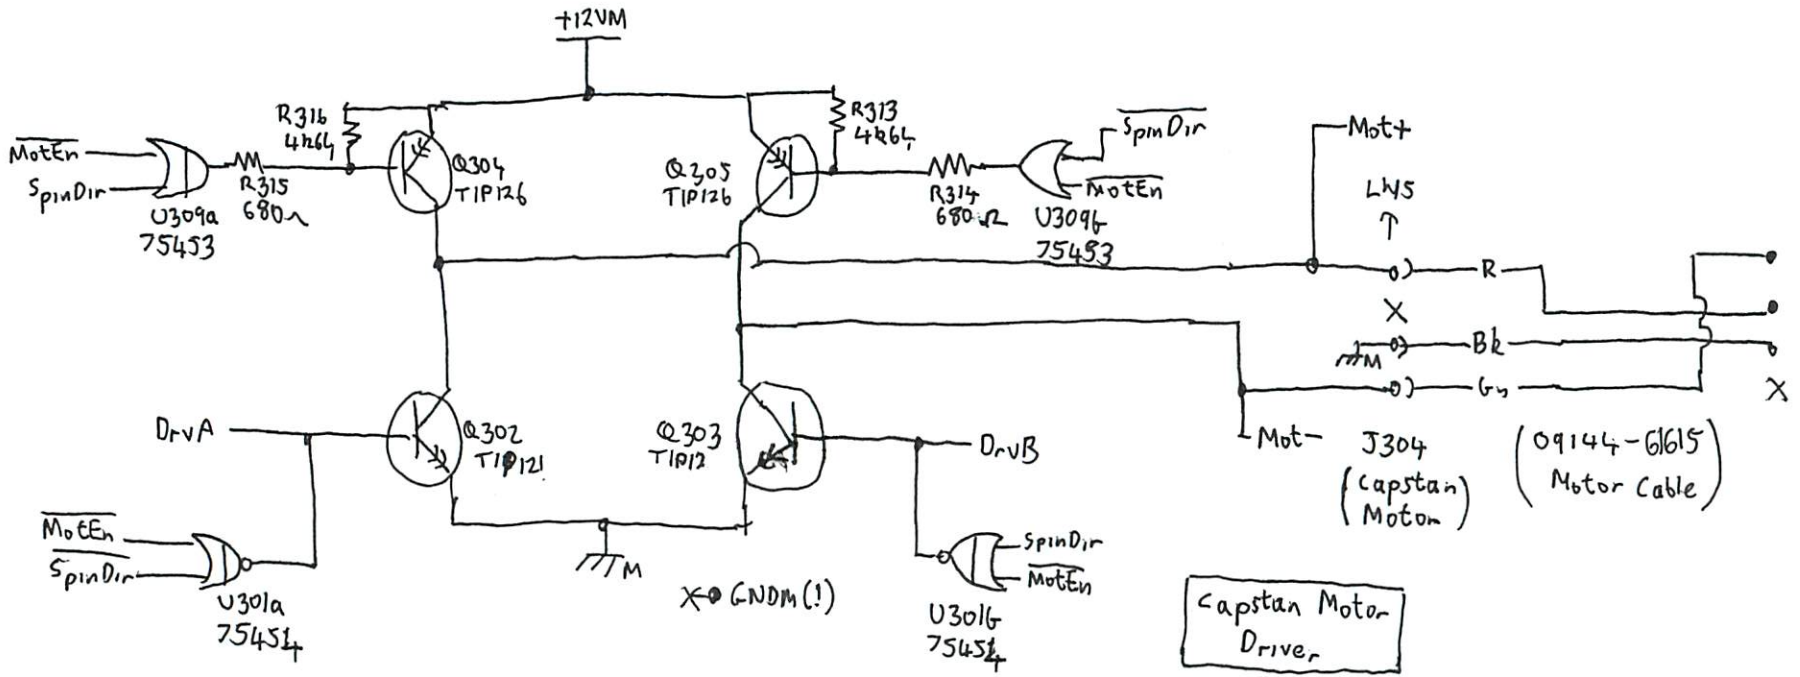 +12VM
R316
4k64
R313
4k64
SpinDir
Mot+
MotEn
SpinDir
R315
680Ω
U309a
75453
Q304
TIP126
Q305
TIP126
R314
680Ω
MotEn
U309b
75453
LHS
↑
R
X
M
Bk
Gn
X
DrvA
Q302
TIP121
Q303
TIP12
DrvB
Mot-
J304
(Capstan
Motor)
(09144-61615
Motor Cable)
MotEn
SpinDir
U301a
75454
M
X GNDM(!)
SpinDir
MotEn
U301b
75454
Capstan Motor
Driver